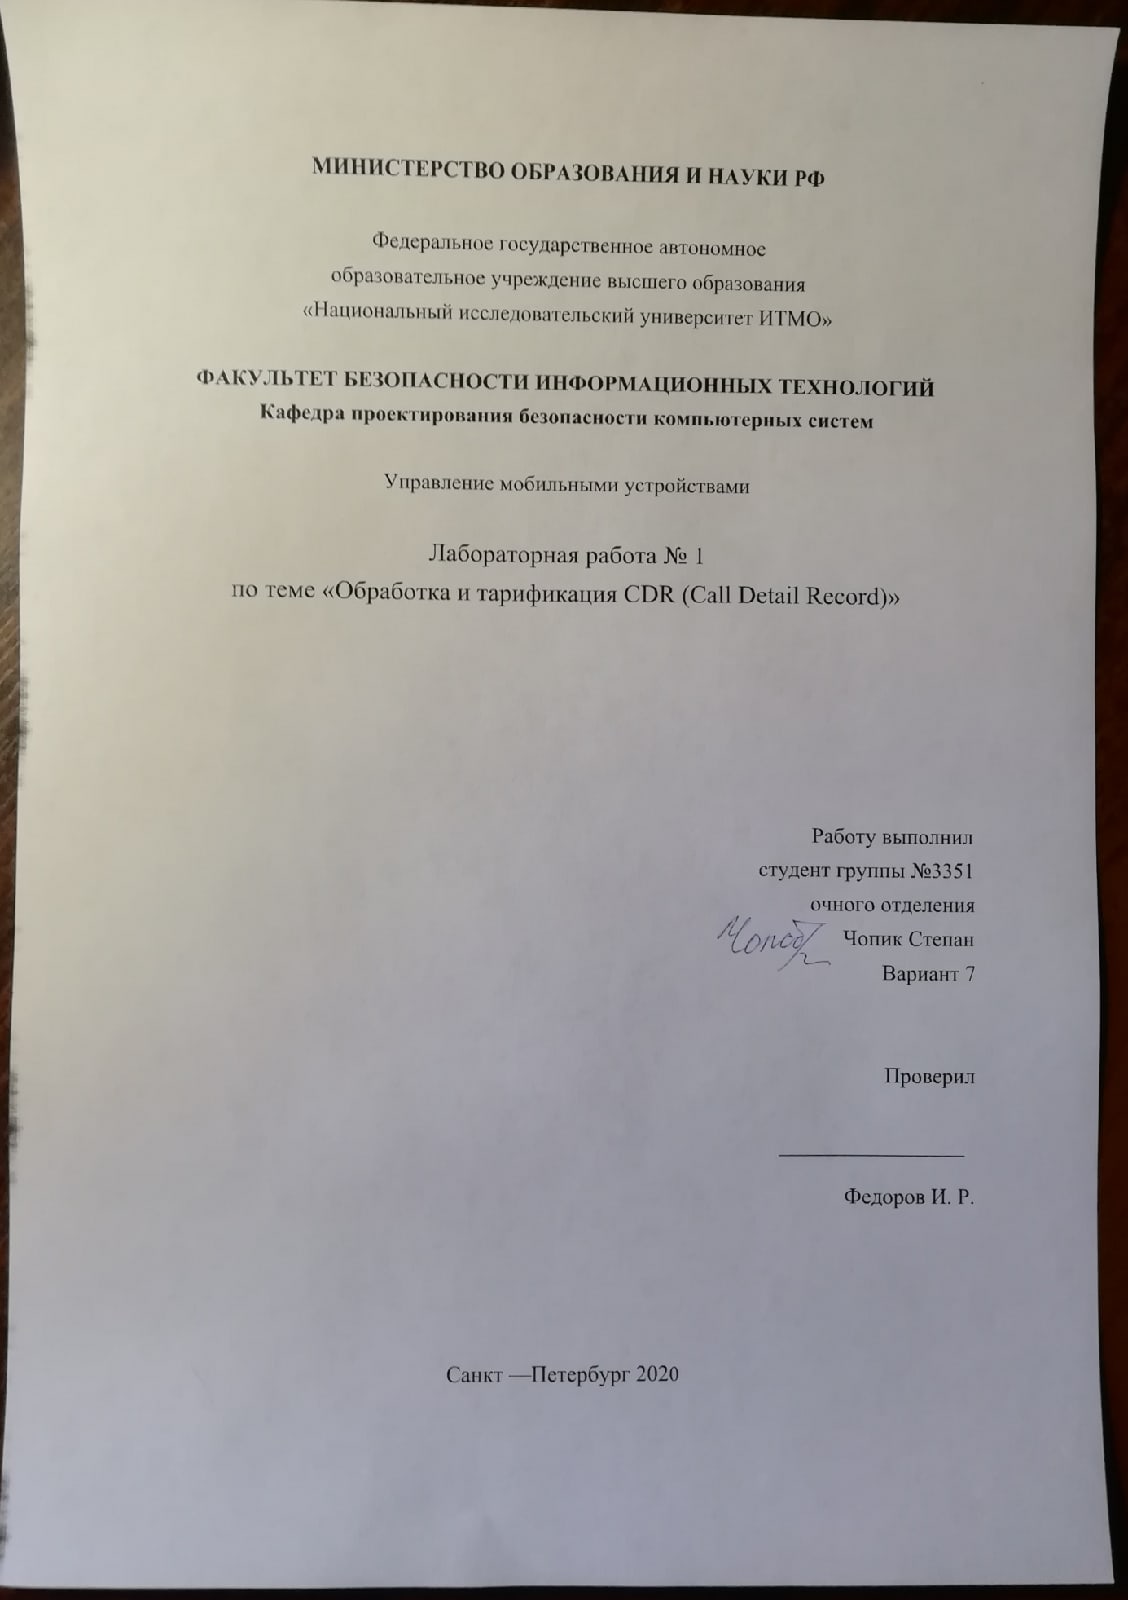 МИНИСТЕРСТВО ОБРАЗОВАНИЯ И НАУКИ РФ
Федеральное государственное автономное
образовательное учреждение высшего образования
«Национальный исследовательский университет ИТМО»
ФАКУЛЬТЕТ БЕЗОПАСНОСТИ ИНФОРМАЦИОННЫХ ТЕХНОЛОГИЙ
Кафедра проектирования безопасности компьютерных систем
Управление мобильными устройствами
Лабораторная работа № 1
по теме «Обработка и тарификация CDR (Call Detail Record)»
Работу выполнил
студент группы №3351
очного отделения
Чопик Степан
Вариант 7
Проверил
Федоров И. Р.
Санкт —Петербург 2020